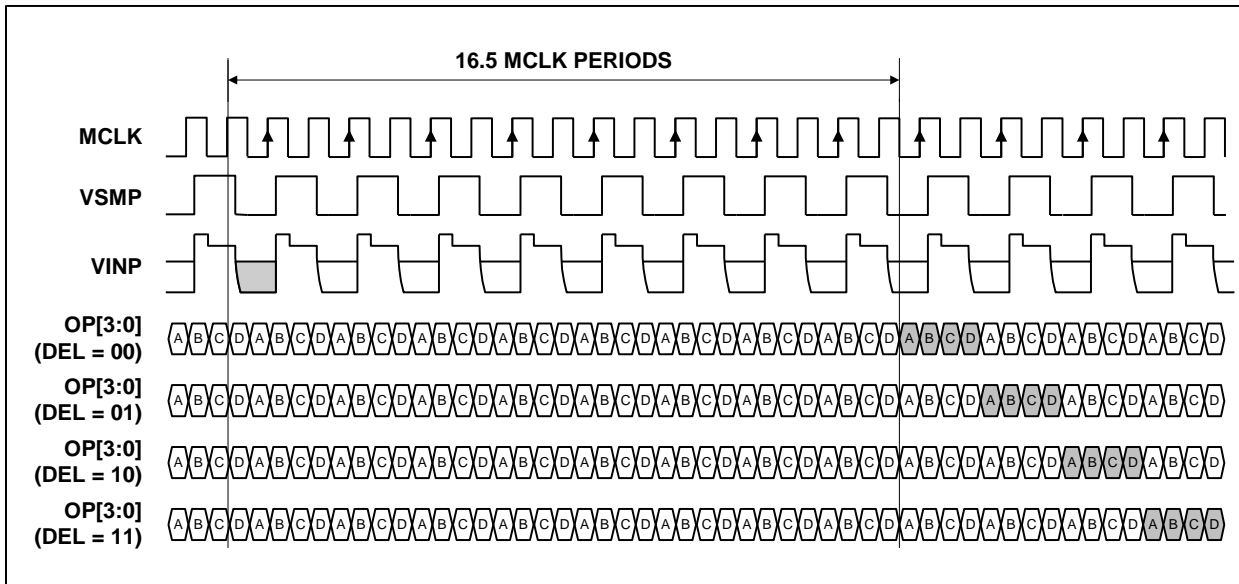 16.5 MCLK PERIODS
MCLK
VSMP
VINP
OP[3:0]
(DEL = 00)
A B C D A B C D A B C D A B C D A B C D A B C D A B C D A B C D A B C D A B C D A B C D A B C D A B C D
OP[3:0]
(DEL = 01)
A B C D A B C D A B C D A B C D A B C D A B C D A B C D A B C D A B C D A B C D A B C D A B C D A B C D
OP[3:0]
(DEL = 10)
A B C D A B C D A B C D A B C D A B C D A B C D A B C D A B C D A B C D A B C D A B C D A B C D A B C D
OP[3:0]
(DEL = 11)
A B C D A B C D A B C D A B C D A B C D A B C D A B C D A B C D A B C D A B C D A B C D A B C D A B C D